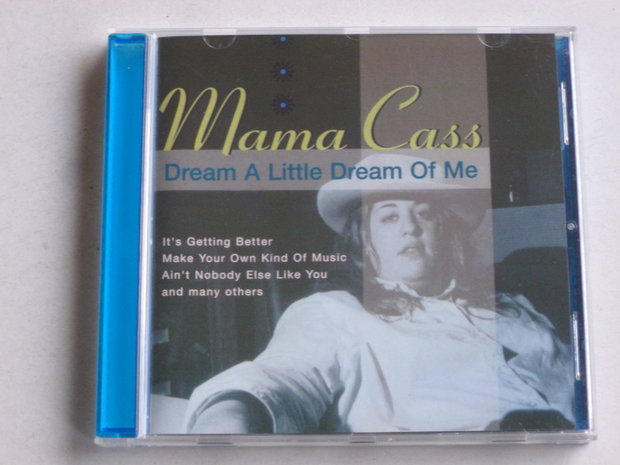 Mama Cass
Dream A Little Dream Of Me
It's Getting Better
Make Your Own Kind Of Music
Ain't Nobody Else Like You
and many others